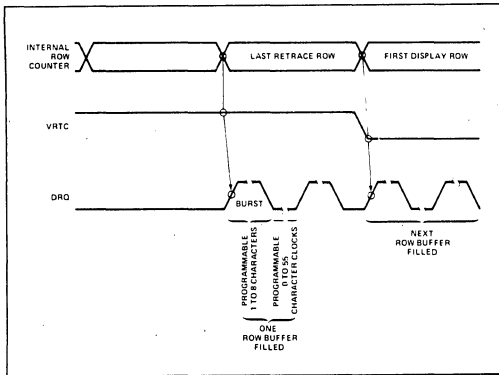 INTERNAL
ROW
COUNTER
LAST RETRACE ROW
FIRST DISPLAY ROW
VRTC
DRQ
BURST
PROGRAMMABLE
1 TO 8 CHARACTERS
PROGRAMMABLE
0 TO 55
CHARACTER CLOCKS
ONE
ROW BUFFER
FILLED
NEXT
ROW BUFFER
FILLED